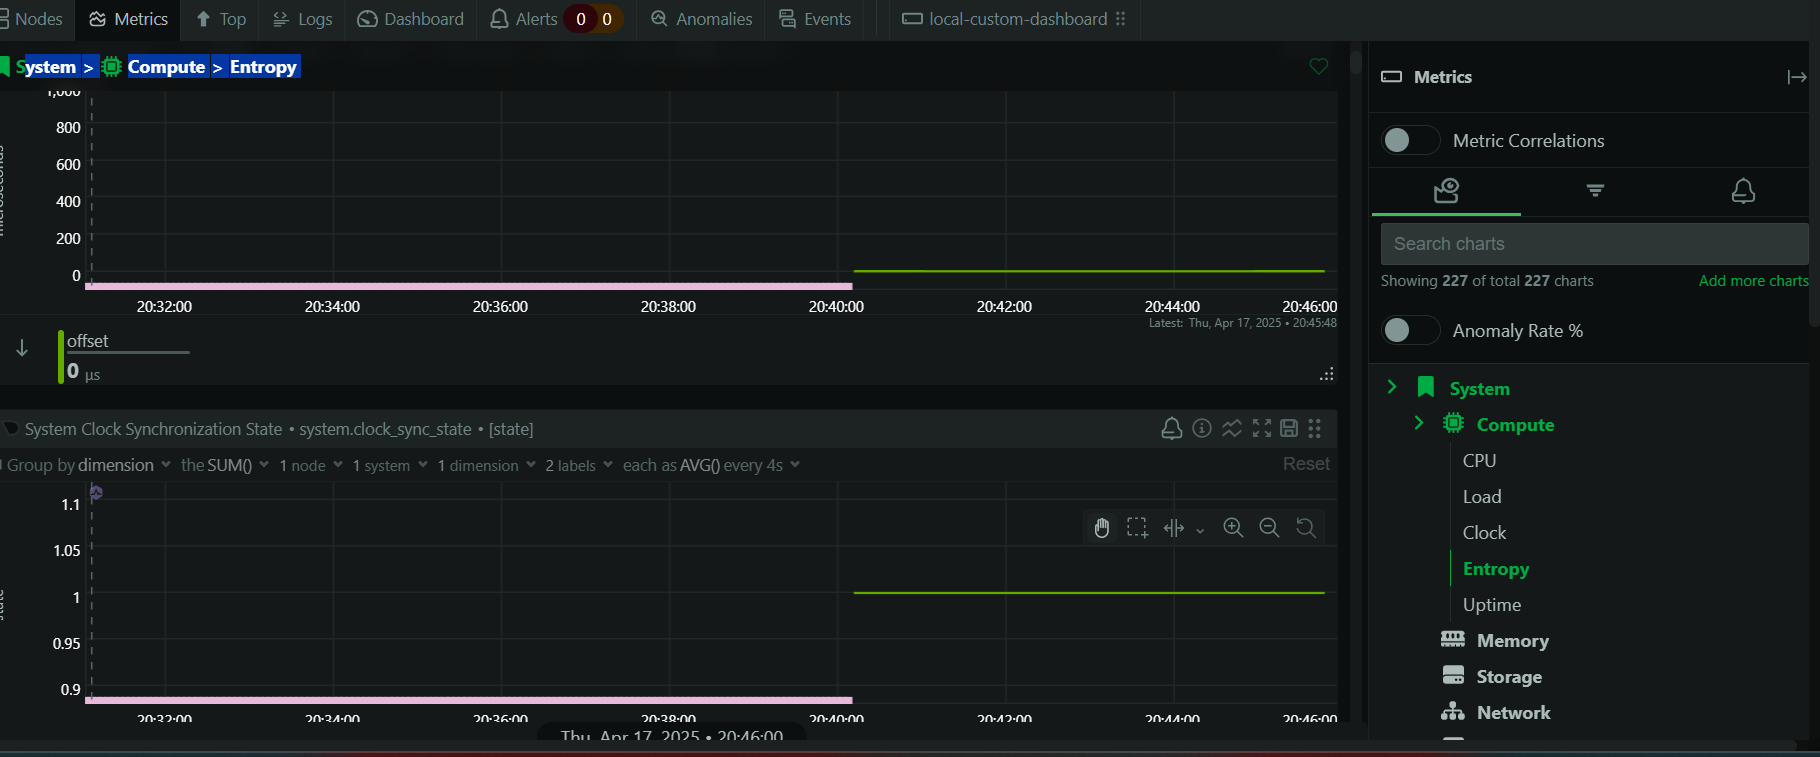 Nodes Metrics Top Logs Dashboard Alerts 0 0 Anomalies Events local-custom-dashboard
System > Compute > Entropy
1,000
800
600
400
200
0
microseconds
20:32:00 20:34:00 20:36:00 20:38:00 20:40:00 20:42:00 20:44:00 20:46:00
Latest: Thu, Apr 17, 2025 • 20:45:48
offset
0 µs
System Clock Synchronization State • system.clock_sync_state • [state]
Group by dimension the SUM() 1 node 1 system 1 dimension 2 labels each as AVG() every 4s Reset
1.1
1.05
1
0.95
0.9
state
20:32:00 20:34:00 20:36:00 20:38:00 20:40:00 20:42:00 20:44:00 20:46:00
Thu, Apr 17, 2025 • 20:46:00
Metrics
Metric Correlations
Search charts
Showing 227 of total 227 charts Add more charts
Anomaly Rate %
System
Compute
CPU
Load
Clock
Entropy
Uptime
Memory
Storage
Network